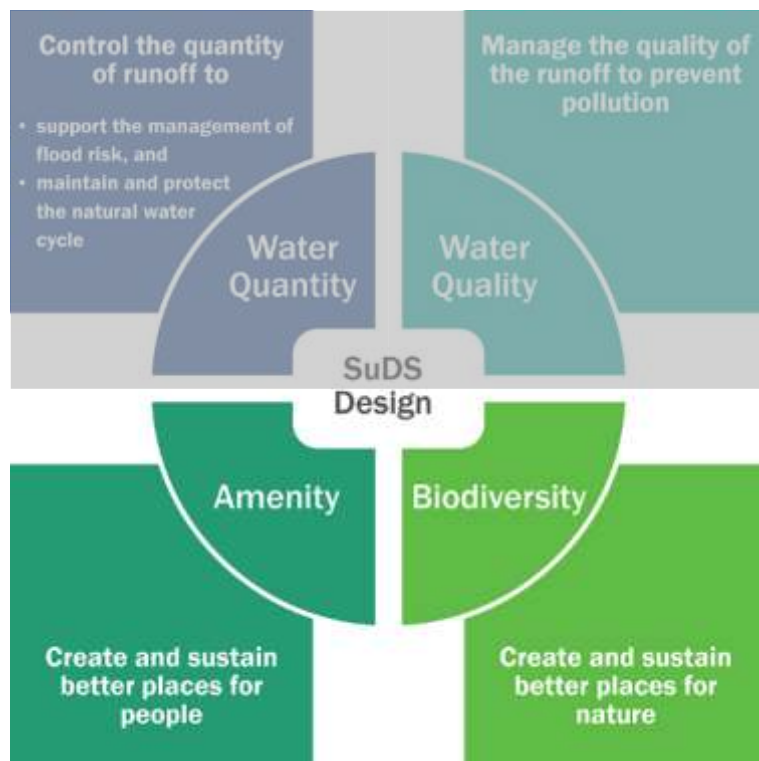 Control the quantity
of runoff to
• support the management of
flood risk, and
• maintain and protect
the natural water
cycle
Manage the quality of
the runoff to prevent
pollution
Water
Quantity
Water
Quality
SuDS
Design
Amenity
Biodiversity
Create and sustain
better places for
people
Create and sustain
better places for
nature